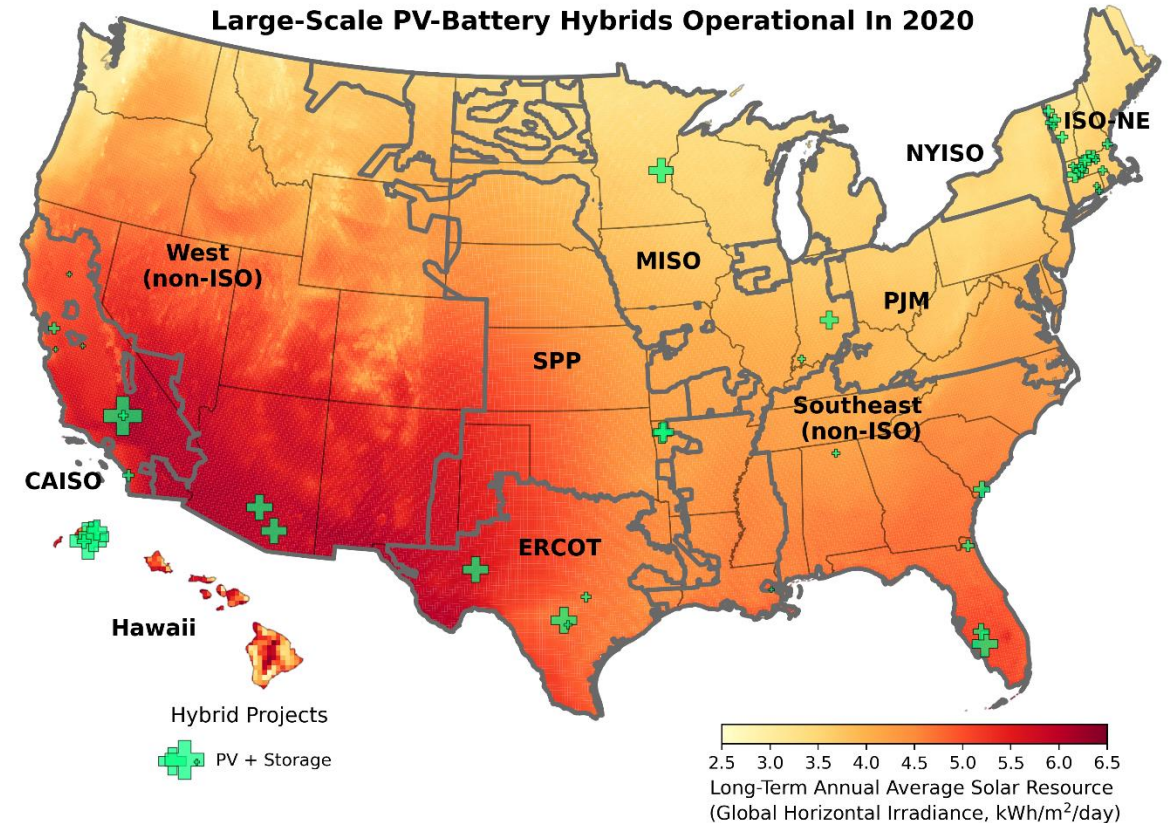 Large-Scale PV-Battery Hybrids Operational In 2020
ISO-NE
NYISO
West
(non-ISO)
MISO
PJM
SPP
Southeast
(non-ISO)
CAISO
ERCOT
Hawaii
Hybrid Projects
PV + Storage
2.5 3.0 3.5 4.0 4.5 5.0 5.5 6.0 6.5
Long-Term Annual Average Solar Resource
(Global Horizontal Irradiance, kWh/m²/day)